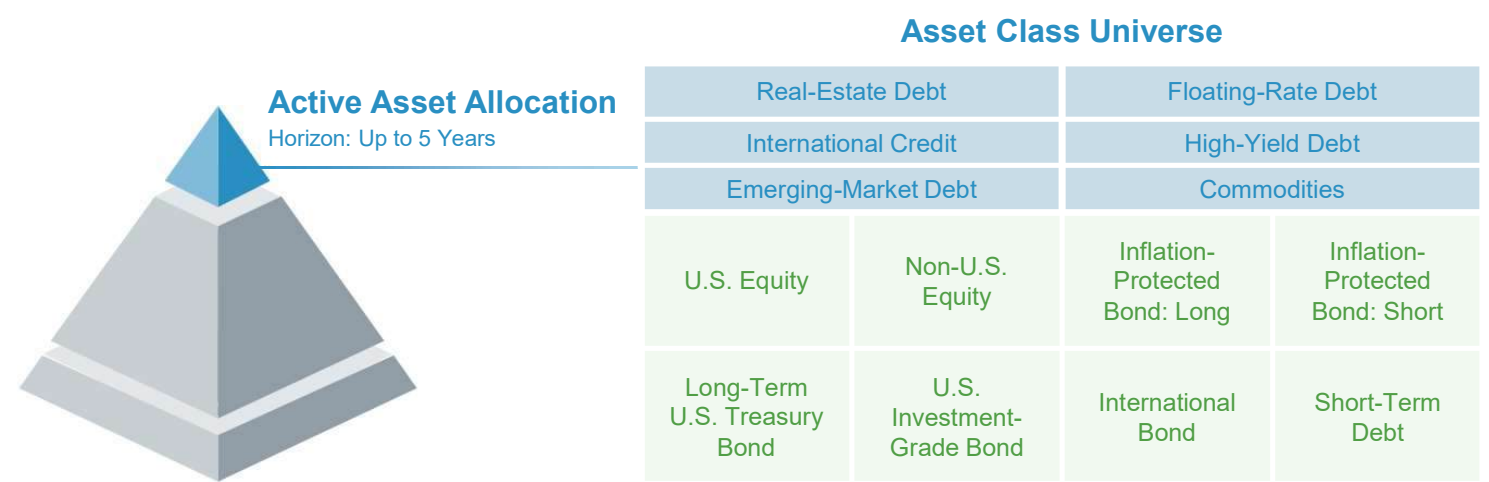 Asset Class Universe
Active Asset Allocation
Horizon: Up to 5 Years
Real-Estate Debt
Floating-Rate Debt
International Credit
High-Yield Debt
Emerging-Market Debt
Commodities
U.S. Equity
Non-U.S.
Equity
Inflation-
Protected
Bond: Long
Inflation-
Protected
Bond: Short
Long-Term
U.S. Treasury
Bond
U.S.
Investment-
Grade Bond
International
Bond
Short-Term
Debt